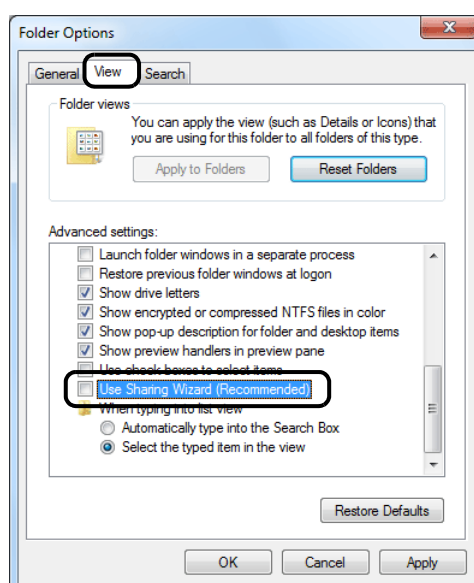 Folder Options
General View Search
Folder views
You can apply the view (such as Details or Icons) that
you are using for this folder to all folders of this type.
Apply to Folders Reset Folders
Advanced settings:
Launch folder windows in a separate process
Restore previous folder windows at logon
Show drive letters
Show encrypted or compressed NTFS files in color
Show pop-up description for folder and desktop items
Show preview handlers in preview pane
Use check boxes to select items
Use Sharing Wizard (Recommended)
When typing into list view
Automatically type into the Search Box
Select the typed item in the view
Restore Defaults
OK Cancel Apply